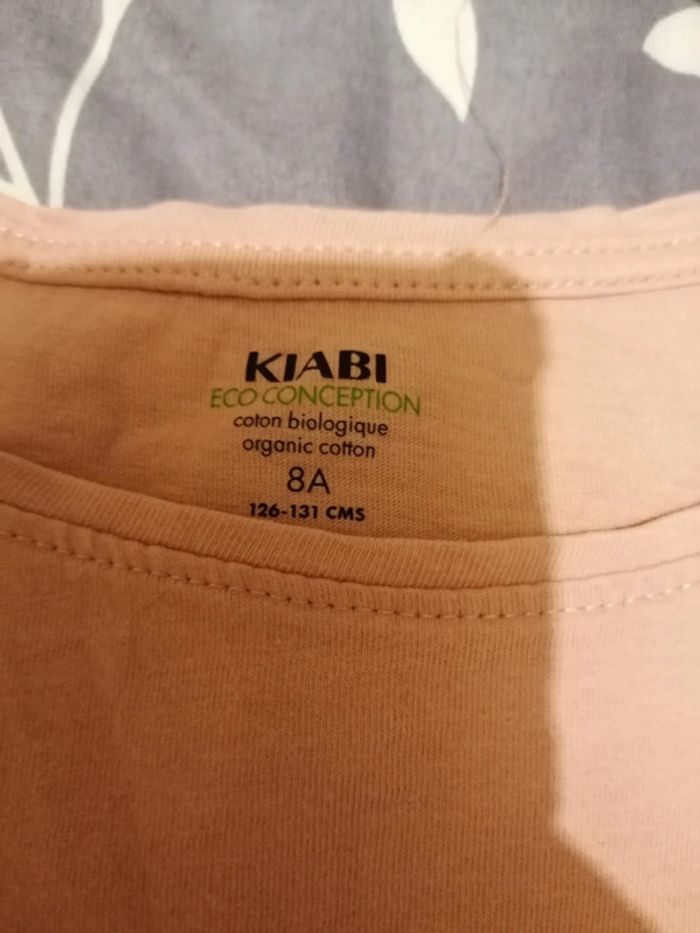 KIABI
ECO CONCEPTION
coton biologique
organic cotton
8A
126-131 CMS